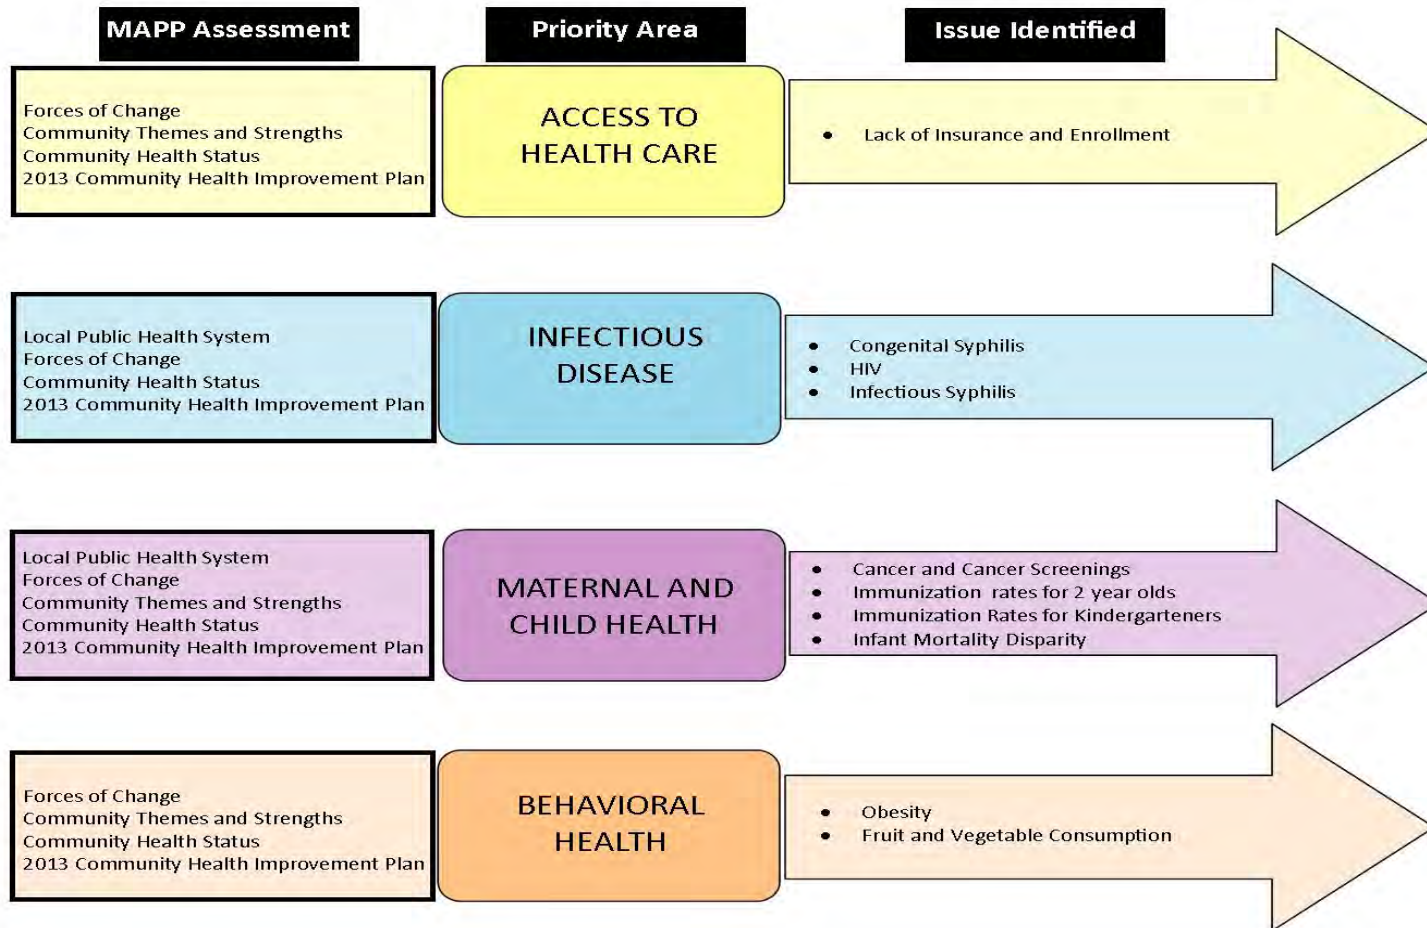 MAPP Assessment
Priority Area
Issue Identified
Forces of Change
Community Themes and Strengths
Community Health Status
2013 Community Health Improvement Plan
ACCESS TO
HEALTH CARE
• Lack of Insurance and Enrollment
Local Public Health System
Forces of Change
Community Health Status
2013 Community Health Improvement Plan
INFECTIOUS
DISEASE
• Congenital Syphilis
• HIV
• Infectious Syphilis
Local Public Health System
Forces of Change
Community Themes and Strengths
Community Health Status
2013 Community Health Improvement Plan
MATERNAL AND
CHILD HEALTH
• Cancer and Cancer Screenings
• Immunization rates for 2 year olds
• Immunization Rates for Kindergarteners
• Infant Mortality Disparity
Forces of Change
Community Themes and Strengths
Community Health Status
2013 Community Health Improvement Plan
BEHAVIORAL
HEALTH
• Obesity
• Fruit and Vegetable Consumption